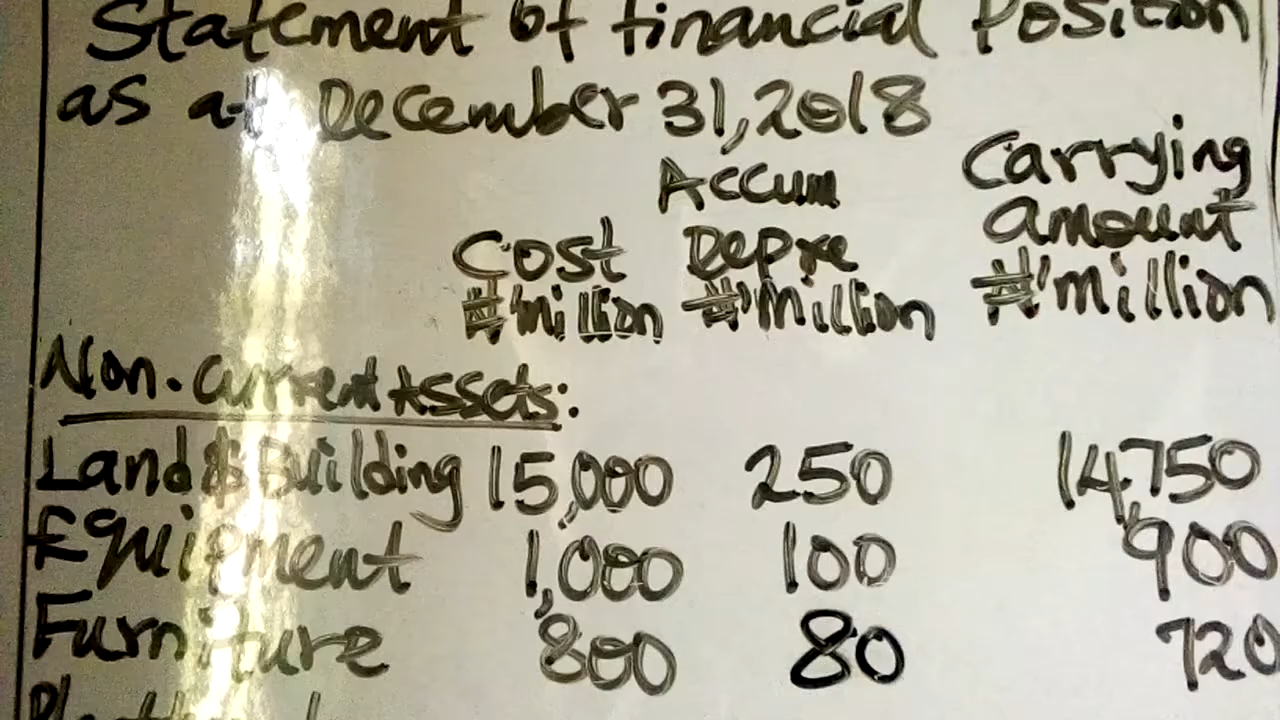 Statement of financial Position
as at December 31, 2018
Accum Carrying
Cost Depre amount
#'million #'million #'million
Non-current Assets:
Land & Building 15,000 250 14,750
Equipment 1,000 100 900
Furniture 800 80 720